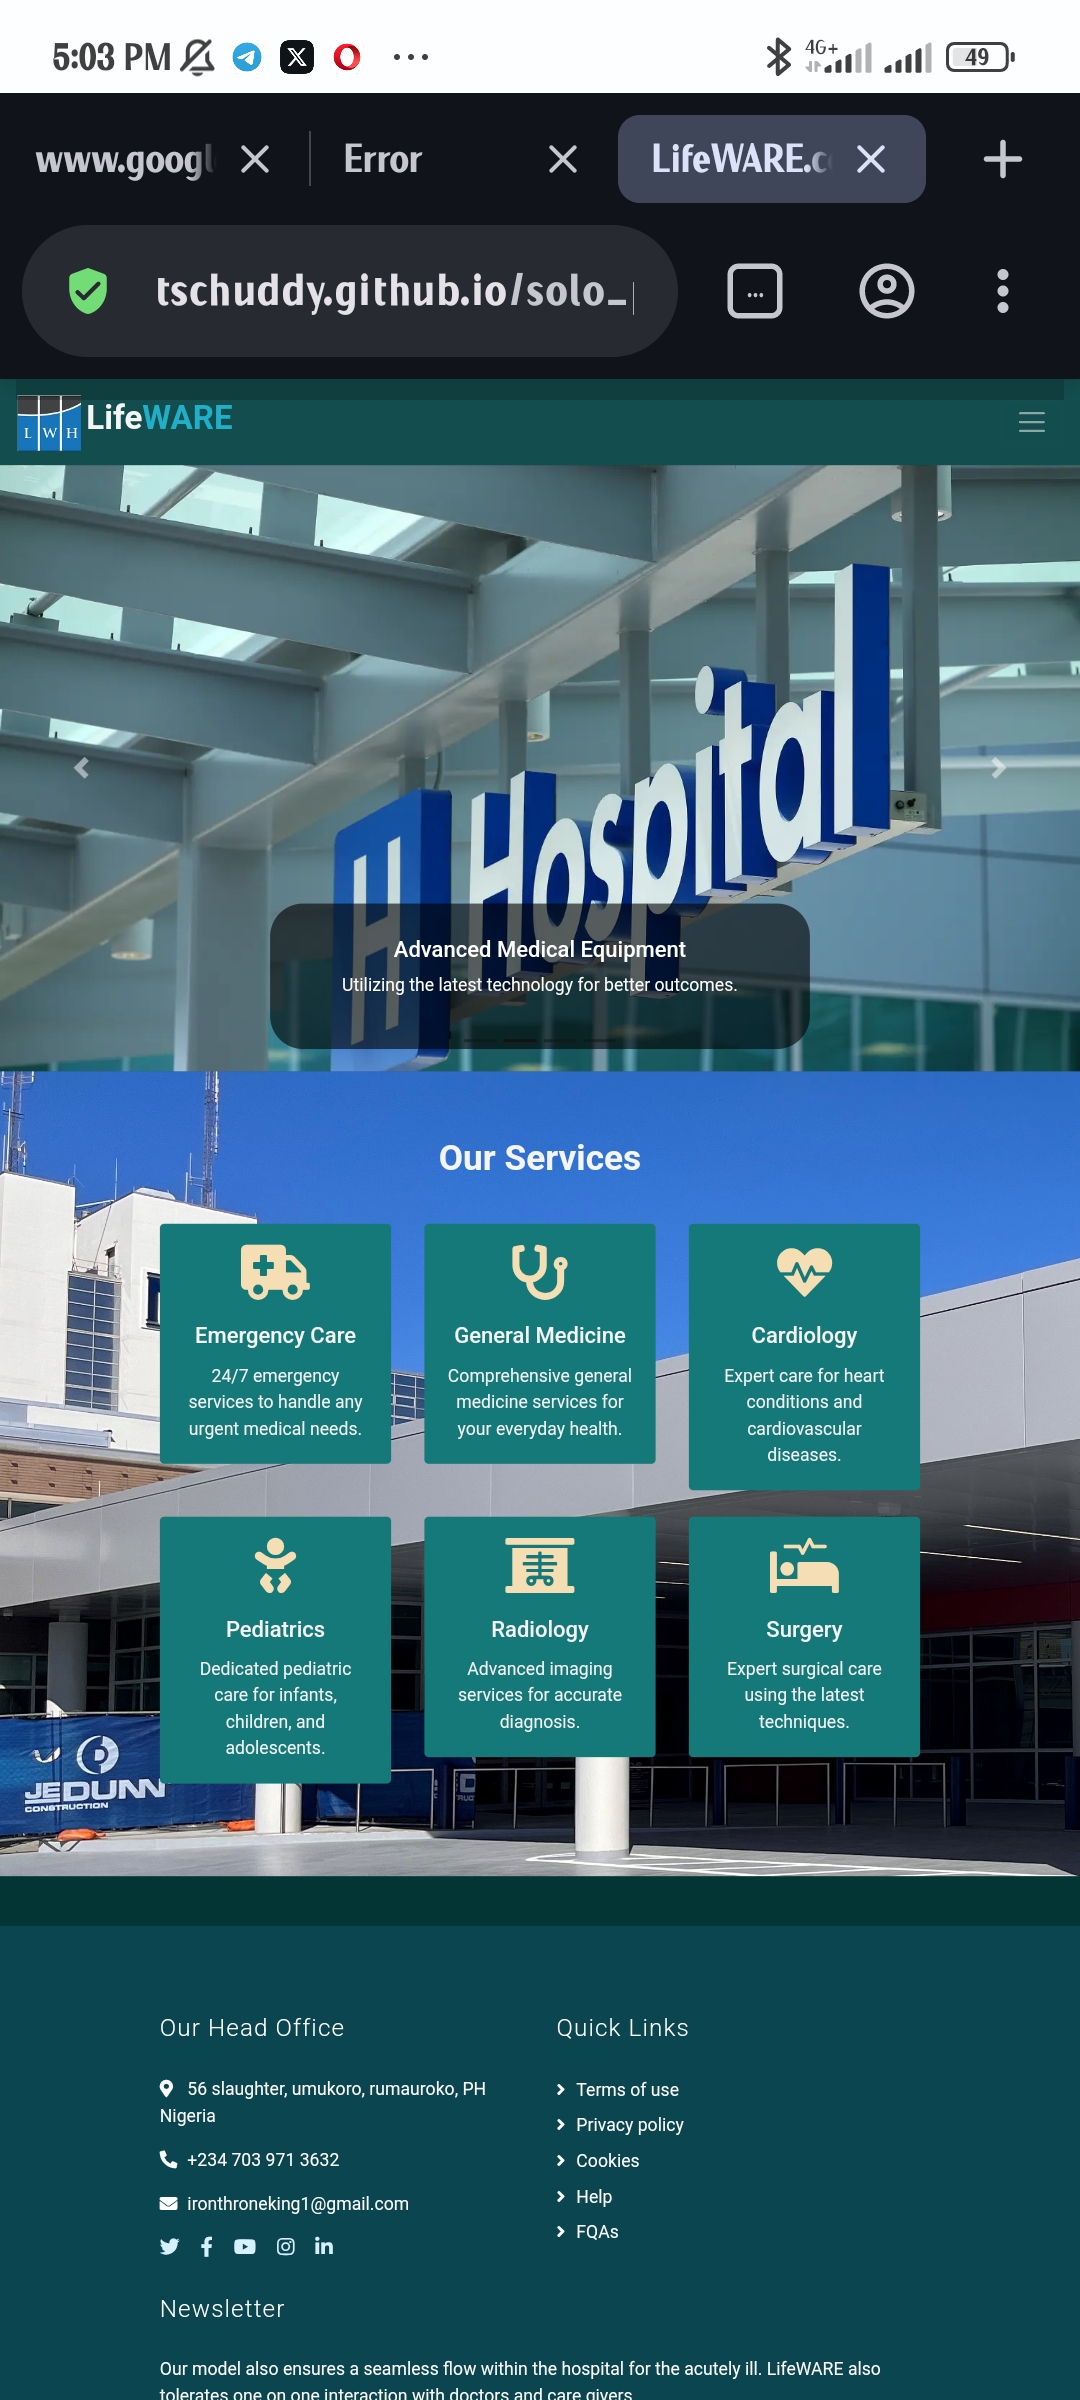 5:03 PM
4G+
49
www.googl
Error
LifeWARE.c
tschuddy.github.io/solo_
L W H
LifeWARE
H Hospital
Advanced Medical Equipment
Utilizing the latest technology for better outcomes.
Our Services
Emergency Care
24/7 emergency
services to handle any
urgent medical needs.
General Medicine
Comprehensive general
medicine services for
your everyday health.
Cardiology
Expert care for heart
conditions and
cardiovascular
diseases.
Pediatrics
Dedicated pediatric
care for infants,
children, and
adolescents.
Radiology
Advanced imaging
services for accurate
diagnosis.
Surgery
Expert surgical care
using the latest
techniques.
JEDUNN
CONSTRUCTION
Our Head Office
56 slaughter, umukoro, rumauroko, PH
Nigeria
+234 703 971 3632
ironthroneking1@gmail.com
Quick Links
Terms of use
Privacy policy
Cookies
Help
FQAs
Newsletter
Our model also ensures a seamless flow within the hospital for the acutely ill. LifeWARE also
tolerates one on one interaction with doctors and care givers